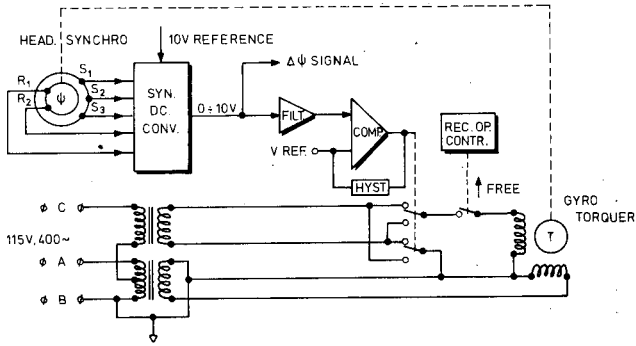 HEAD. SYNCHRO
10V REFERENCE
R1
R2
ψ
S1
S2
S3
SYN.
DC.
CONV.
0÷10V
Δψ SIGNAL
FILT.
COMP.
V REF.
HYST
REC. OP.
CONTR.
FREE
GYRO
TORQUER
T
ϕ C
115V, 400~
ϕ A
ϕ B